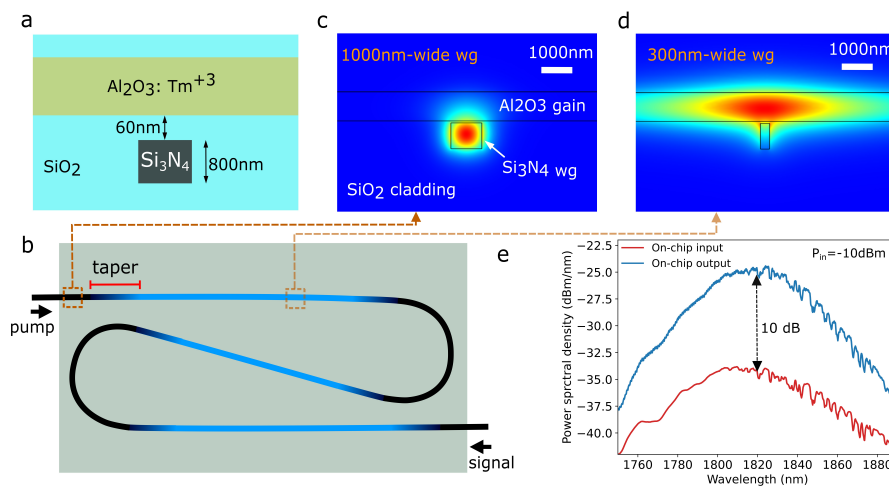 a
Al₂O₃: Tm⁺³
60nm
Si₃N₄
800nm
SiO₂
c
1000nm-wide wg
1000nm
Al2O3 gain
Si₃N₄ wg
SiO₂ cladding
d
300nm-wide wg
1000nm
b
taper
pump
signal
e
On-chip input
On-chip output
Pᵢₙ=-10dBm
10 dB
Power sprctral density (dBm/nm)
−22.5
−25.0
−27.5
−30.0
−32.5
−35.0
−37.5
−40.0
1760 1780 1800 1820 1840 1860 1880
Wavelength (nm)